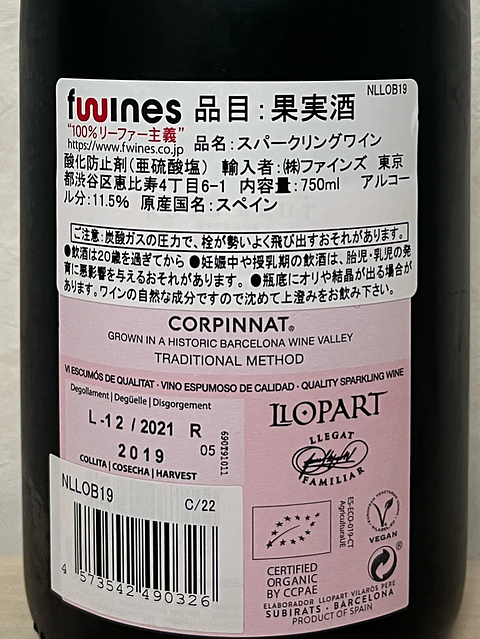 NLLOB19
fwines 品目:果実酒
"100%リーファー主義"
https://www.fwines.co.jp 品名:スパークリングワイン
酸化防止剤(亜硫酸塩) 輸入者:㈱ファインズ 東京
都渋谷区恵比寿4丁目6-1 内容量:750ml アルコー
ル分:11.5% 原産国名:スペイン
ご注意:炭酸ガスの圧力で、栓が勢いよく飛び出すおそれがあります。
●飲酒は20歳を過ぎてから ●妊娠中や授乳期の飲酒は、胎児・乳児の発
育に悪影響を与えるおそれがあります。 ●瓶底にオリや結晶が出る場合が
あります。ワインの自然な成分ですので沈めて上澄みをお飲み下さい。
CORPINNAT®
GROWN IN A HISTORIC BARCELONA WINE VALLEY
TRADITIONAL METHOD
VI ESCUMÓS DE QUALITAT · VINO ESPUMOSO DE CALIDAD · QUALITY SPARKLING WINE
Degollament | Degüelle | Disgorgement
L-12 / 2021 R
05
2019
COLLITA | COSECHA | HARVEST
690T91.011
LLOPART
LLEGAT
FAMILIAR
NLLOB19
C/22
4 573542 490326
ES-ECO-019-CT
Agricultura UE
EUROPEAN VEGETARIAN UNION
VEGAN
CERTIFIED
ORGANIC
BY CCPAE
ELABORADOR LLOPART VILARÒS PERE
SUBIRATS · BARCELONA
PRODUCT OF SPAIN